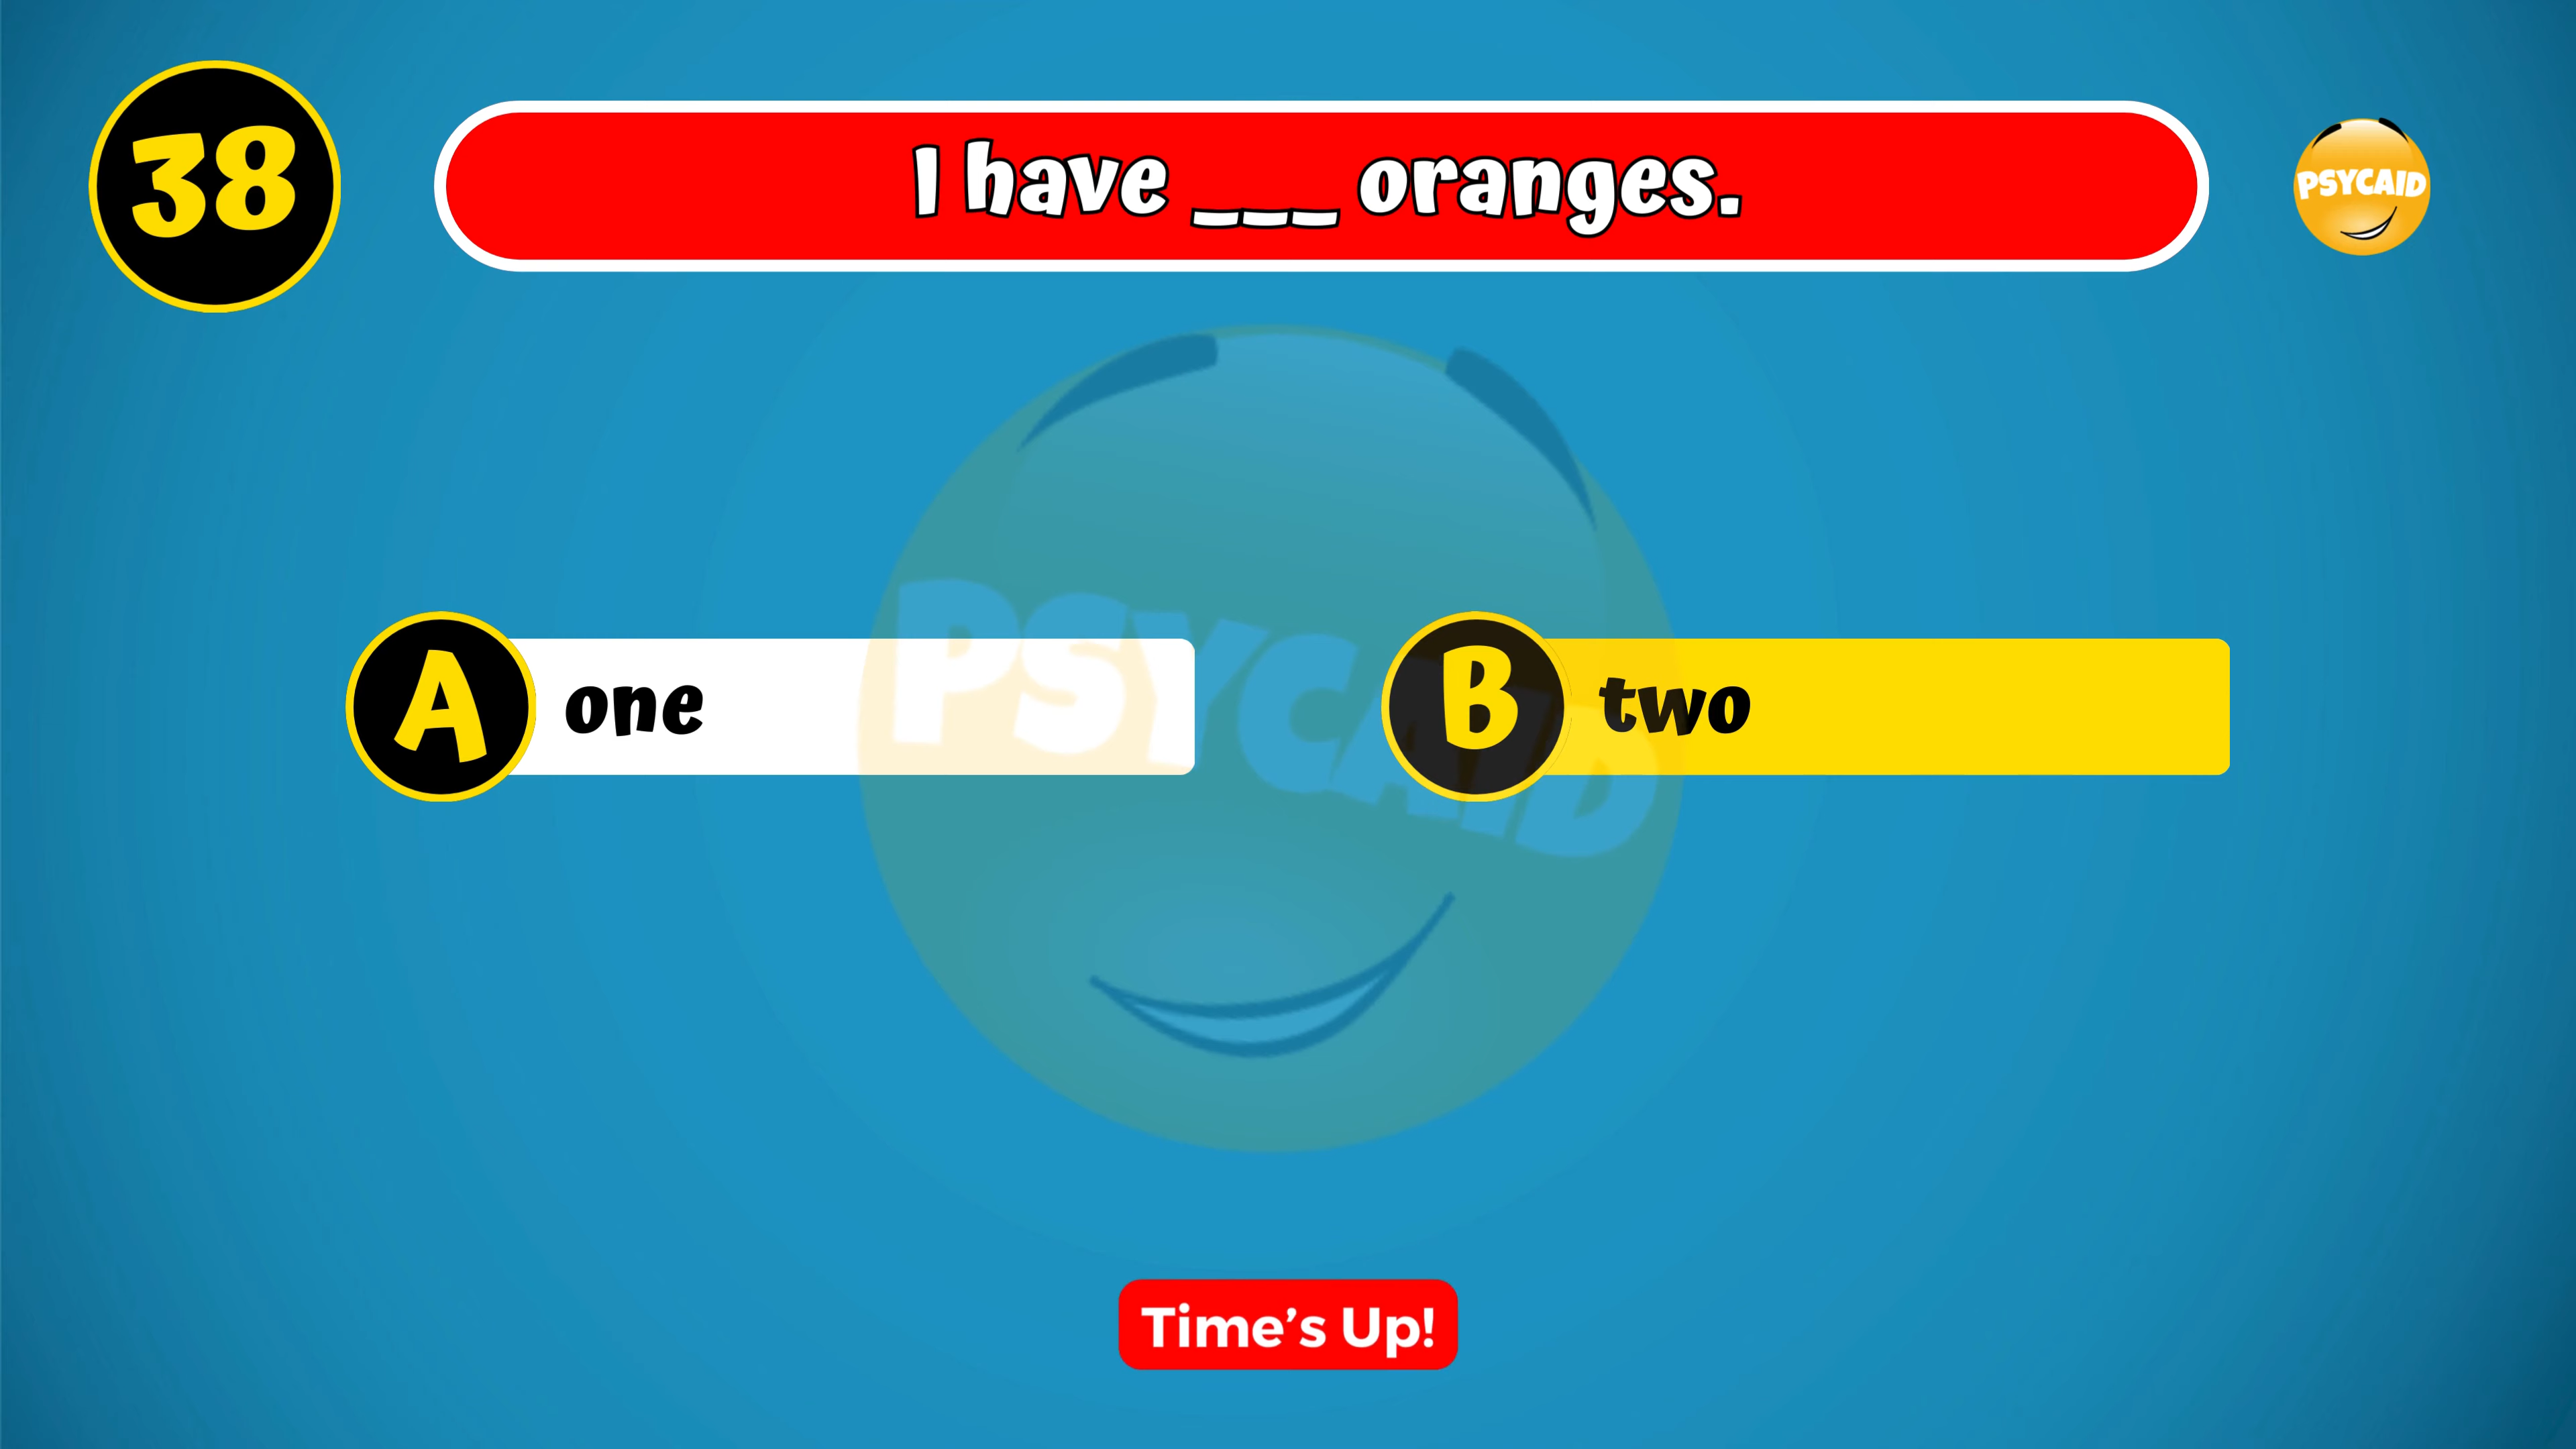 38
I have ___ oranges.
PSYCAID
PSYCAID
A one
B two
Time's Up!